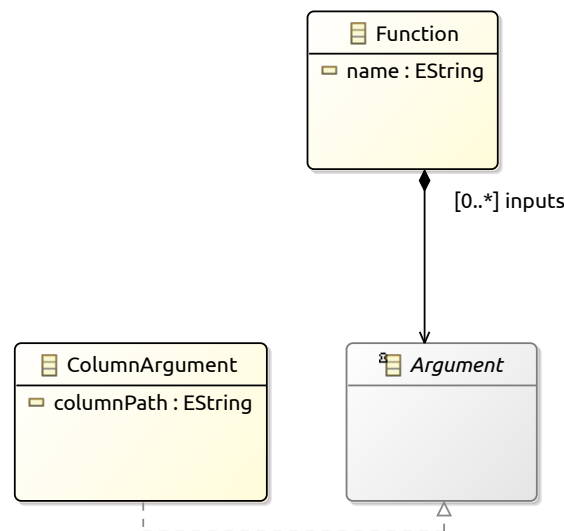 Function
name : EString
[0..*] inputs
ColumnArgument
columnPath : EString
Argument